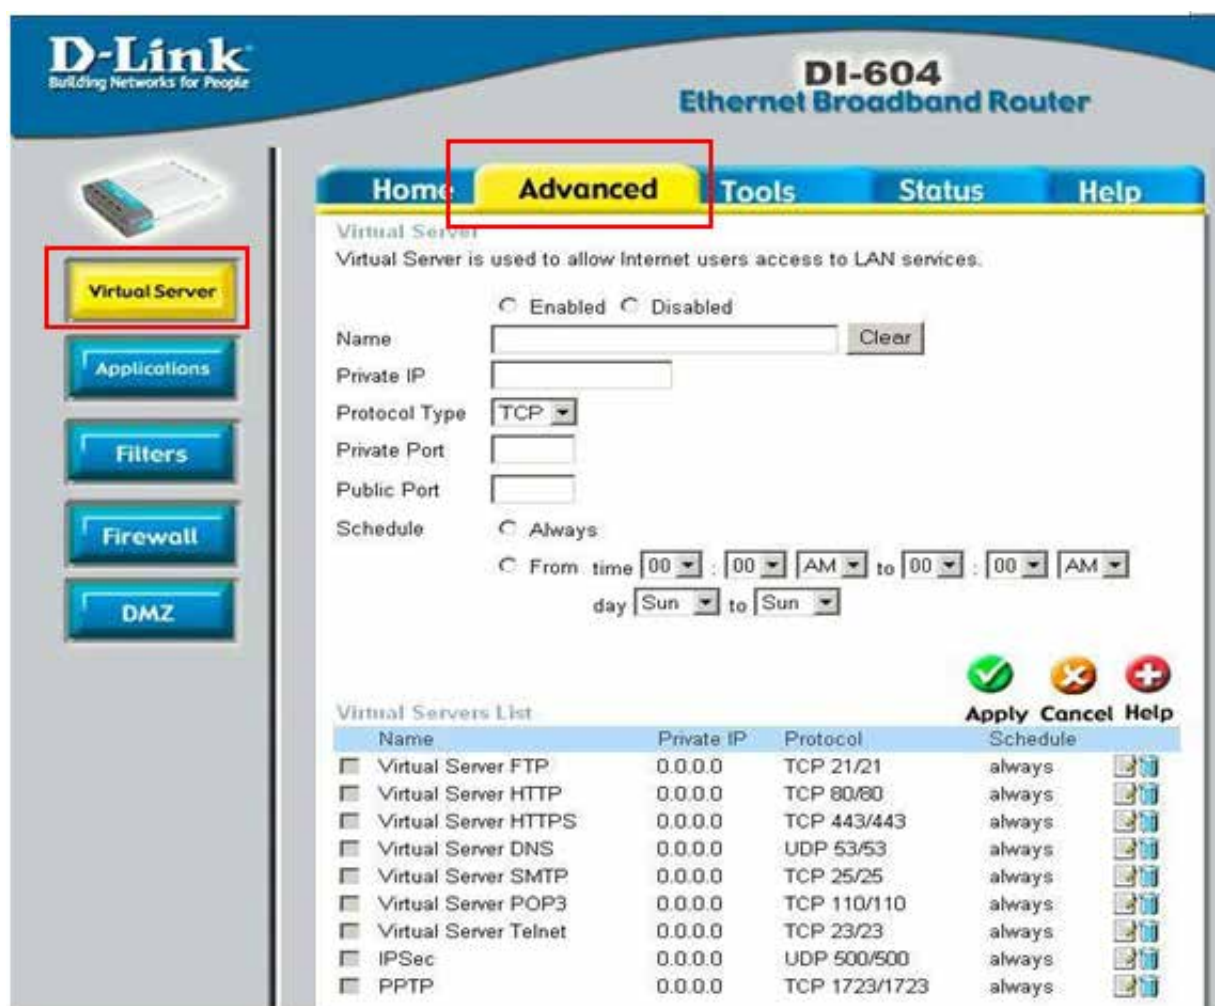 D-Link
Building Networks for People
DI-604
Ethernet Broadband Router
Home Advanced Tools Status Help
Virtual Server
Applications
Filters
Firewall
DMZ
Virtual Server
Virtual Server is used to allow Internet users access to LAN services.
Enabled Disabled
Name Clear
Private IP
Protocol Type TCP
Private Port
Public Port
Schedule Always
From time 00 : 00 AM to 00 : 00 AM
day Sun to Sun
Apply Cancel Help
Virtual Servers List
Name Private IP Protocol Schedule
Virtual Server FTP 0.0.0.0 TCP 21/21 always
Virtual Server HTTP 0.0.0.0 TCP 80/80 always
Virtual Server HTTPS 0.0.0.0 TCP 443/443 always
Virtual Server DNS 0.0.0.0 UDP 53/53 always
Virtual Server SMTP 0.0.0.0 TCP 25/25 always
Virtual Server POP3 0.0.0.0 TCP 110/110 always
Virtual Server Telnet 0.0.0.0 TCP 23/23 always
IPSec 0.0.0.0 UDP 500/500 always
PPTP 0.0.0.0 TCP 1723/1723 always